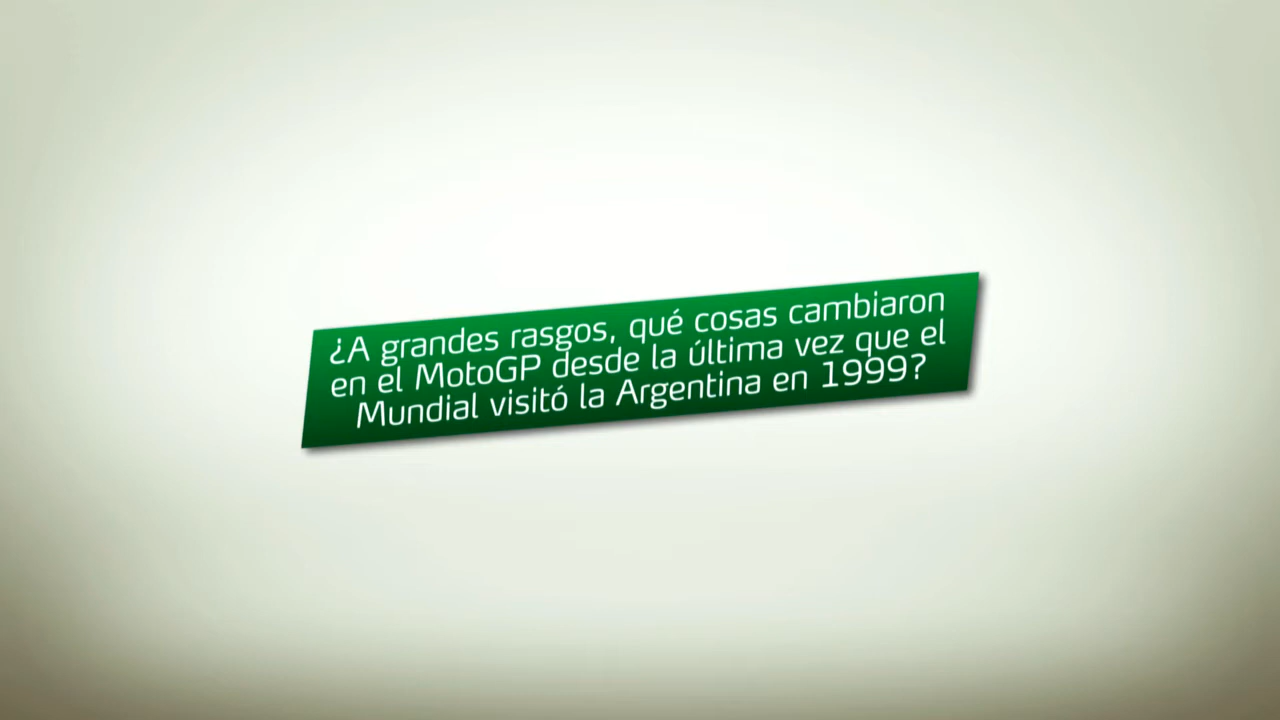 ¿A grandes rasgos, qué cosas cambiaron
en el MotoGP desde la última vez que el
Mundial visitó la Argentina en 1999?